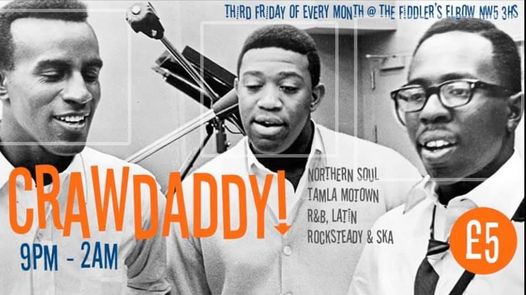 THIRD FRIDAY OF EVERY MONTH @ THE FIDDLER'S ELBOW NW5 3HS
CRAWDADDY!
9PM - 2AM
NORTHERN SOUL
TAMLA MOTOWN
R&B, LATIN
ROCKSTEADY & SKA
£5